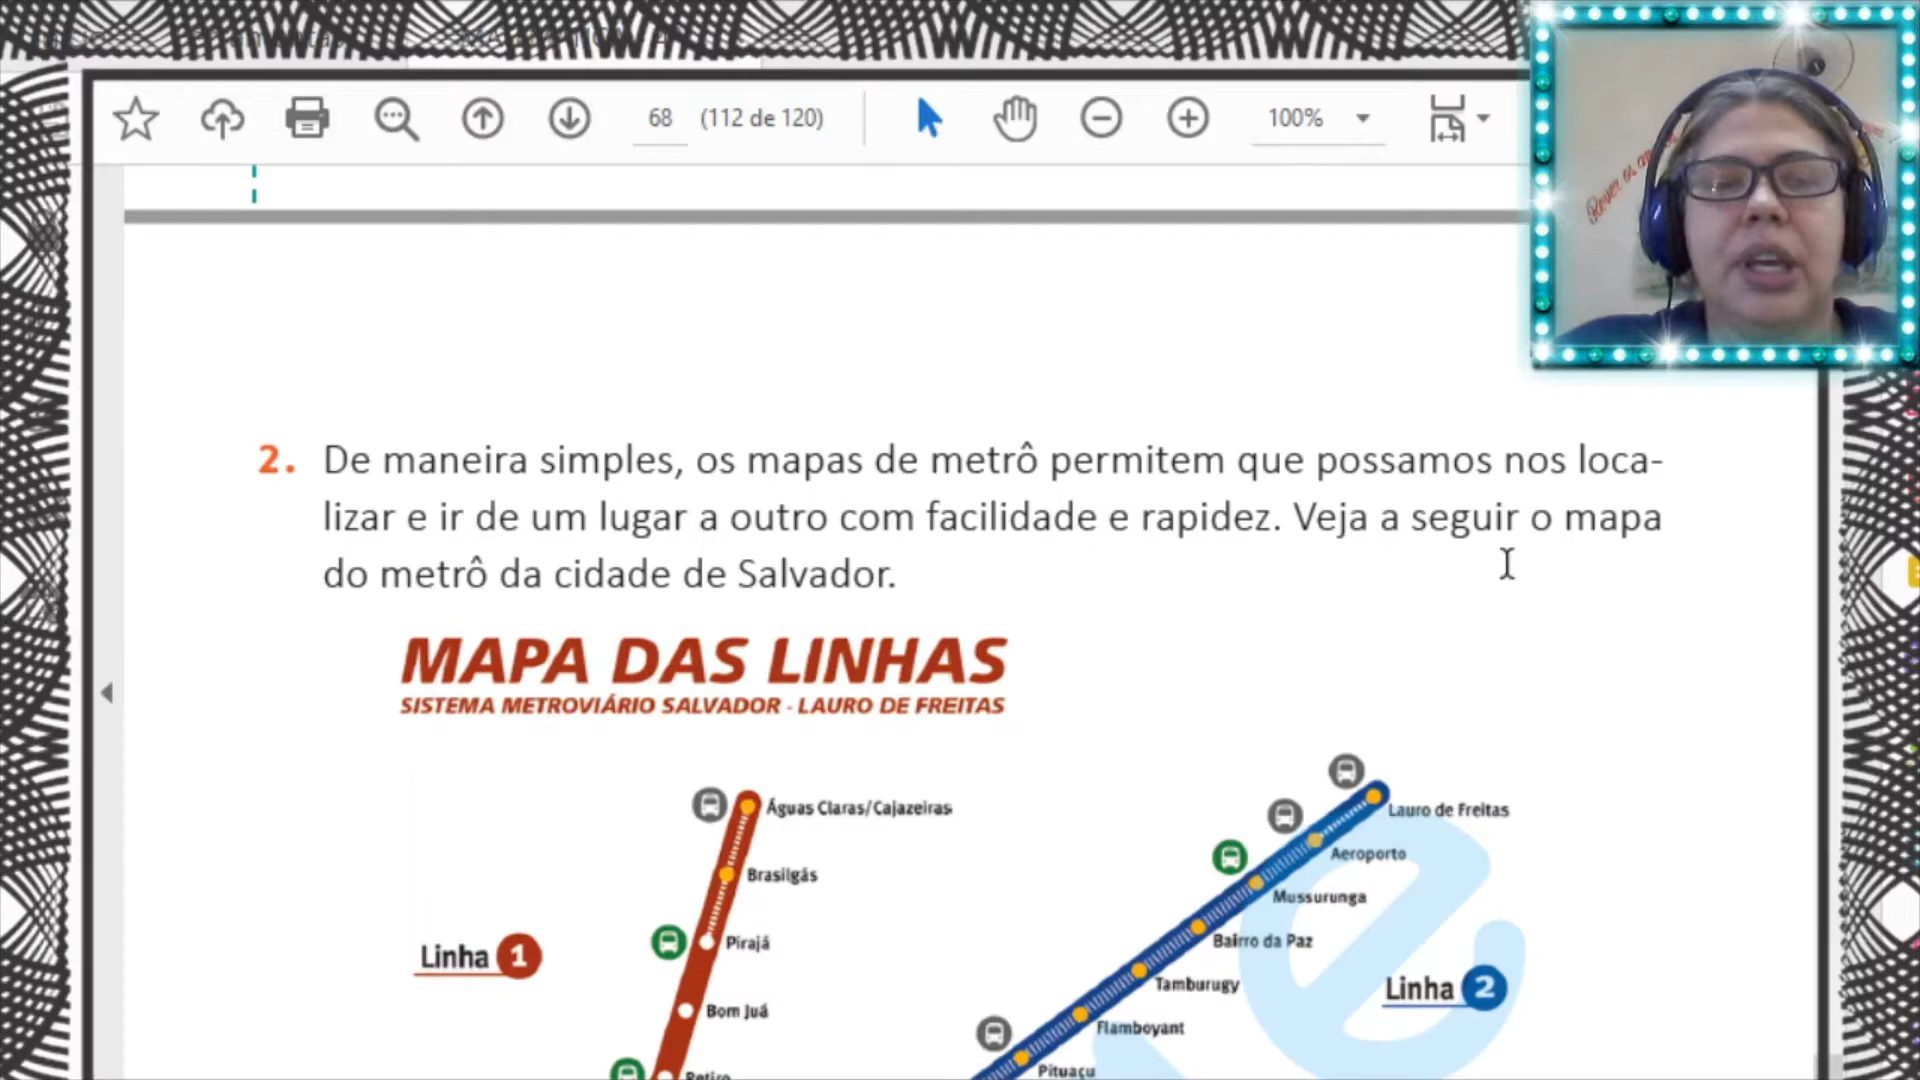 68 (112 de 120) 100%
2. De maneira simples, os mapas de metrô permitem que possamos nos loca-
lizar e ir de um lugar a outro com facilidade e rapidez. Veja a seguir o mapa
do metrô da cidade de Salvador.
MAPA DAS LINHAS
SISTEMA METROVIÁRIO SALVADOR - LAURO DE FREITAS
Águas Claras/Cajazeiras
Lauro de Freitas
Aeroporto
Brasilgás
Mussurunga
Pirajá
Bairro da Paz
Linha 1
Tamburugy
Linha 2
Bom Juá
Flamboyant
Pituaçu
Retiro